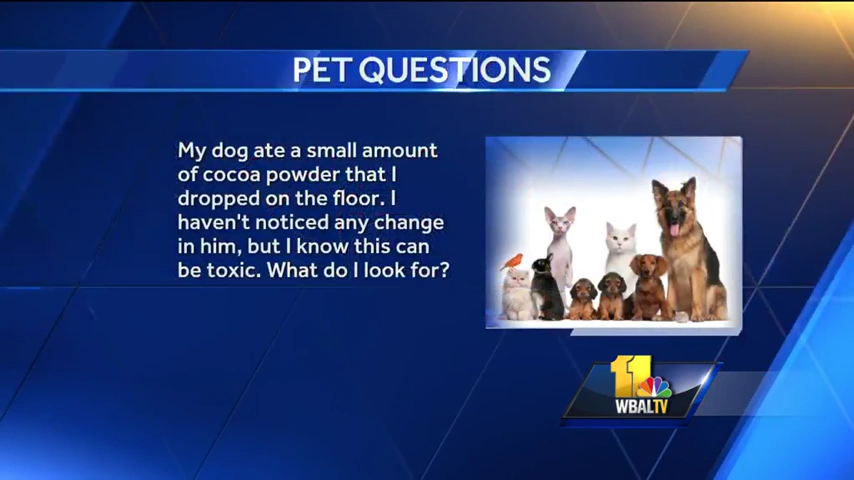 PET QUESTIONS
My dog ate a small amount
of cocoa powder that I
dropped on the floor. I
haven't noticed any change
in him, but I know this can
be toxic. What do I look for?
11
WBALTV